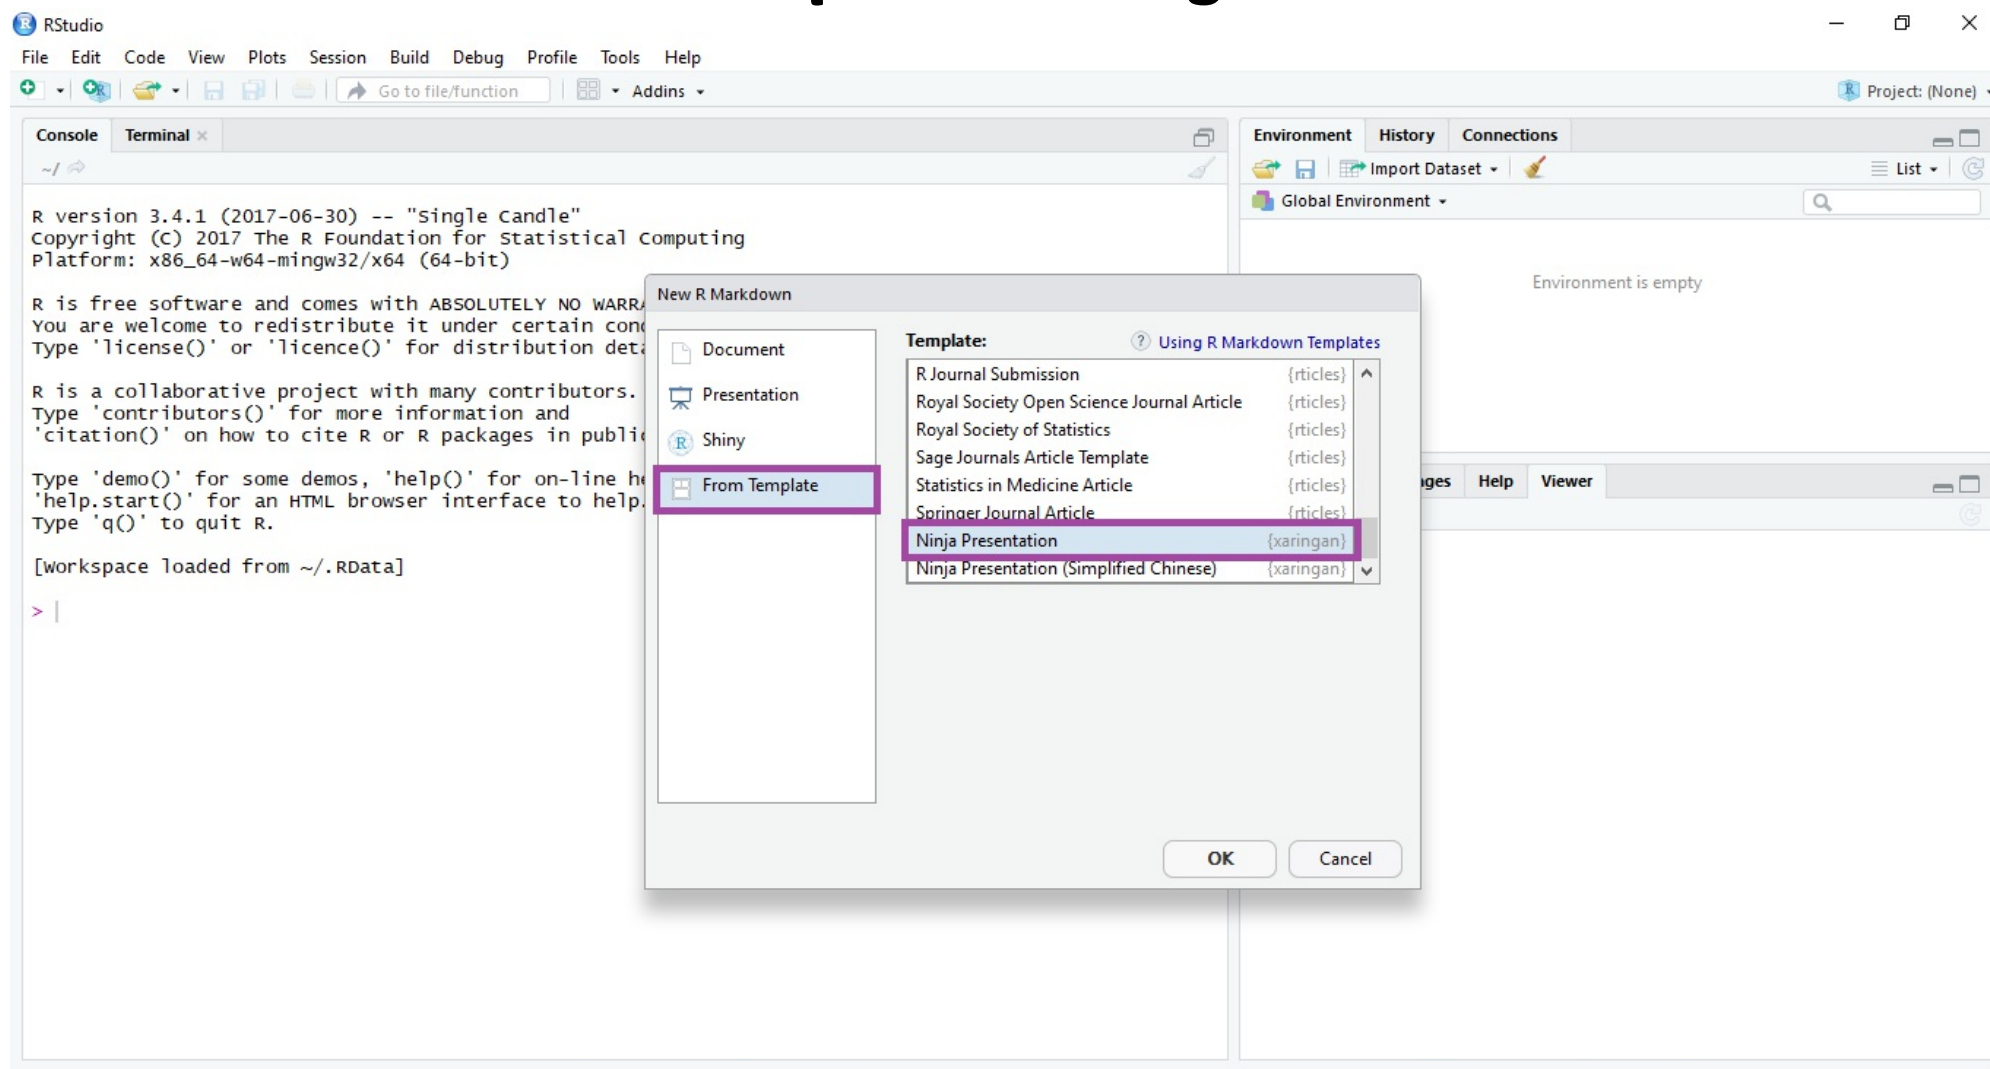 RStudio
File Edit Code View Plots Session Build Debug Profile Tools Help
Go to file/function Addins Project: (None)
Console Terminal
~/
R version 3.4.1 (2017-06-30) -- "Single Candle"
Copyright (C) 2017 The R Foundation for Statistical Computing
Platform: x86_64-w64-mingw32/x64 (64-bit)
R is free software and comes with ABSOLUTELY NO WARRA
You are welcome to redistribute it under certain con
Type 'license()' or 'licence()' for distribution deta
R is a collaborative project with many contributors.
Type 'contributors()' for more information and
'citation()' on how to cite R or R packages in public
Type 'demo()' for some demos, 'help()' for on-line he
'help.start()' for an HTML browser interface to help.
Type 'q()' to quit R.
[Workspace loaded from ~/.RData]
>
New R Markdown
Document
Presentation
Shiny
From Template
Template: Using R Markdown Templates
R Journal Submission {rticles}
Royal Society Open Science Journal Article {rticles}
Royal Society of Statistics {rticles}
Sage Journals Article Template {rticles}
Statistics in Medicine Article {rticles}
Springer Journal Article {rticles}
Ninja Presentation {xaringan}
Ninja Presentation (Simplified Chinese) {xaringan}
OK Cancel
Environment History Connections
Import Dataset List
Global Environment
Environment is empty
ges Help Viewer